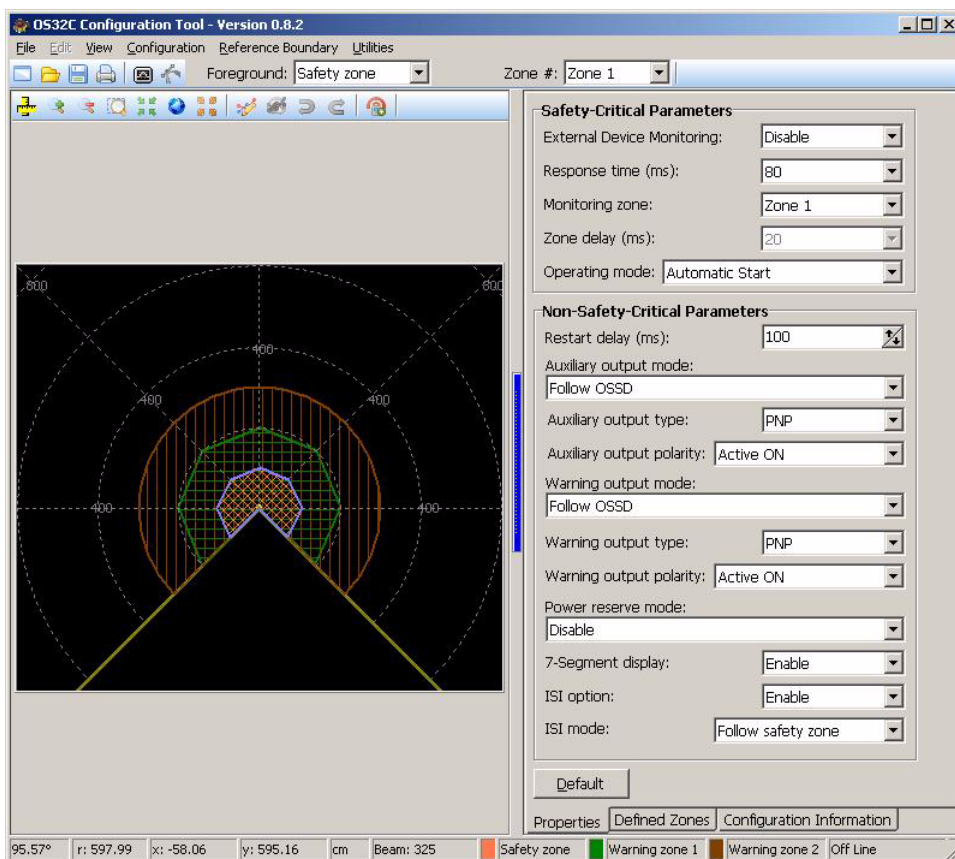 OS32C Configuration Tool - Version 0.8.2
File Edit View Configuration Reference Boundary Utilities
Foreground: Safety zone Zone #: Zone 1
Safety-Critical Parameters
External Device Monitoring: Disable
Response time (ms): 80
Monitoring zone: Zone 1
Zone delay (ms): 20
Operating mode: Automatic Start
Non-Safety-Critical Parameters
Restart delay (ms): 100
Auxiliary output mode:
Follow OSSD
Auxiliary output type: PNP
Auxiliary output polarity: Active ON
Warning output mode:
Follow OSSD
Warning output type: PNP
Warning output polarity: Active ON
Power reserve mode:
Disable
7-Segment display: Enable
ISI option: Enable
ISI mode: Follow safety zone
Default
Properties Defined Zones Configuration Information
800 600
400
400 400
400 400
95.57° r: 597.99 x: -58.06 y: 595.16 cm Beam: 325 Safety zone Warning zone 1 Warning zone 2 Off Line